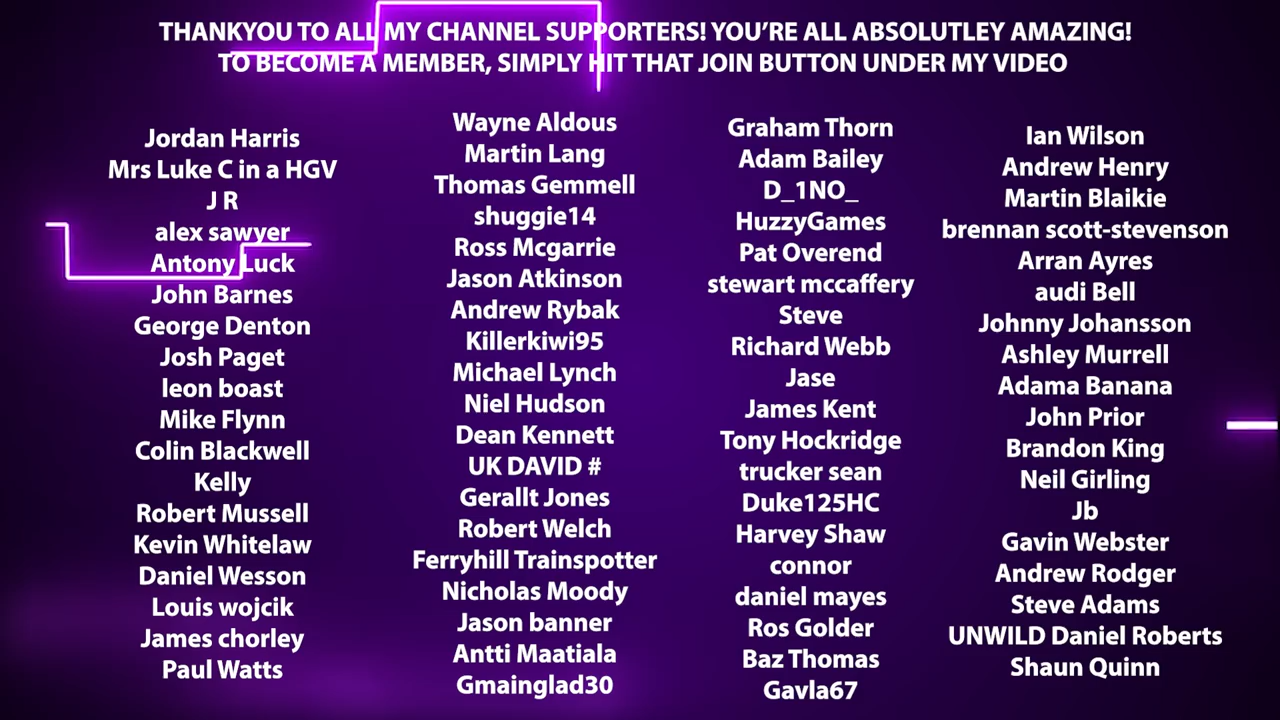 THANKYOU TO ALL MY CHANNEL SUPPORTERS! YOU’RE ALL ABSOLUTLEY AMAZING!
TO BECOME A MEMBER, SIMPLY HIT THAT JOIN BUTTON UNDER MY VIDEO
Jordan Harris
Mrs Luke C in a HGV
J R
alex sawyer
Antony Luck
John Barnes
George Denton
Josh Paget
leon boast
Mike Flynn
Colin Blackwell
Kelly
Robert Mussell
Kevin Whitelaw
Daniel Wesson
Louis wojcik
James chorley
Paul Watts
Wayne Aldous
Martin Lang
Thomas Gemmell
shuggie14
Ross Mcgarrie
Jason Atkinson
Andrew Rybak
Killerkiwi95
Michael Lynch
Niel Hudson
Dean Kennett
UK DAVID #
Gerallt Jones
Robert Welch
Ferryhill Trainspotter
Nicholas Moody
Jason banner
Antti Maatiala
Gmainglad30
Graham Thorn
Adam Bailey
D_1NO_
HuzzyGames
Pat Overend
stewart mccaffery
Steve
Richard Webb
Jase
James Kent
Tony Hockridge
trucker sean
Duke125HC
Harvey Shaw
connor
daniel mayes
Ros Golder
Baz Thomas
Gavla67
Ian Wilson
Andrew Henry
Martin Blaikie
brennan scott-stevenson
Arran Ayres
audi Bell
Johnny Johansson
Ashley Murrell
Adama Banana
John Prior
Brandon King
Neil Girling
Jb
Gavin Webster
Andrew Rodger
Steve Adams
UNWILD Daniel Roberts
Shaun Quinn